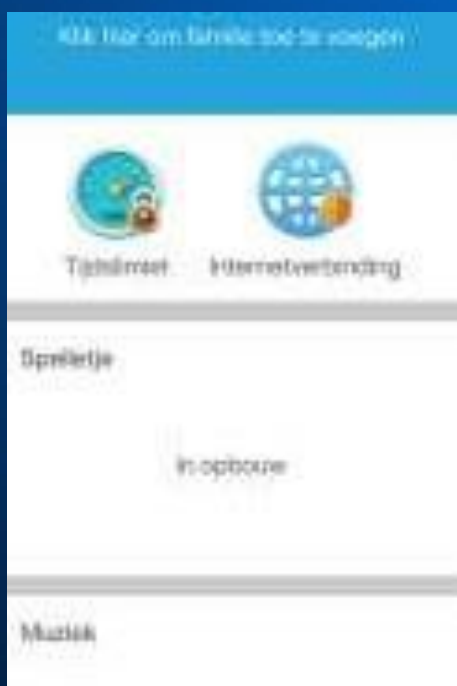 Klik hier om familie toe te voegen
Tijdslimiet Internetverbinding
Spelletje
In opbouw
Muziek